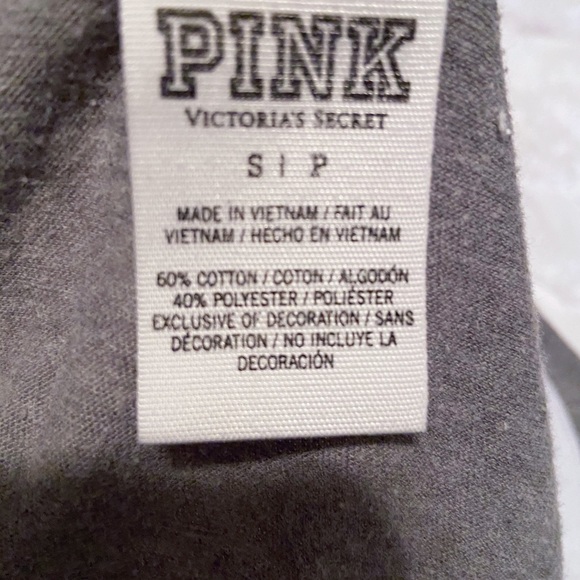 PINK
VICTORIA'S SECRET
S | P
MADE IN VIETNAM / FAIT AU
VIETNAM / HECHO EN VIETNAM
60% COTTON / COTON / ALGODÓN
40% POLYESTER / POLIÉSTER
EXCLUSIVE OF DECORATION / SANS
DÉCORATION / NO INCLUYE LA
DECORACIÓN